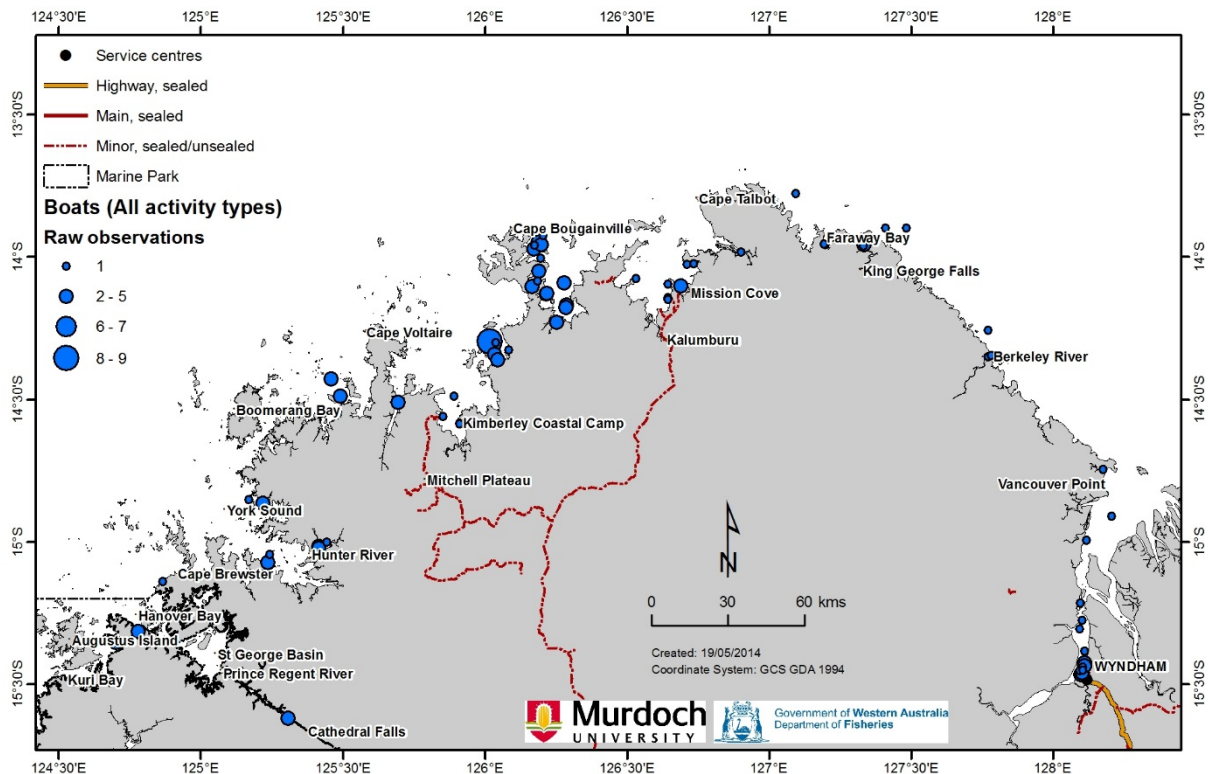 124°30'E 125°E 125°30'E 126°E 126°30'E 127°E 127°30'E 128°E
Service centres
Highway, sealed
Main, sealed
Minor, sealed/unsealed
Marine Park
Boats (All activity types)
Raw observations
1
2 - 5
6 - 7
8 - 9
13°30'S
13°30'S
14°S
14°S
14°30'S
14°30'S
15°S
15°S
15°30'S
15°30'S
Cape Talbot
Cape Bougainville
Faraway Bay
King George Falls
Mission Cove
Cape Voltaire
Kalumburu
Berkeley River
Boomerang Bay
Kimberley Coastal Camp
Mitchell Plateau
Vancouver Point
York Sound
Hunter River
Cape Brewster
Hanover Bay
Augustus Island
St George Basin
Kuri Bay
Prince Regent River
WYNDHAM
Cathedral Falls
N
0 30 60 kms
Created: 19/05/2014
Coordinate System: GCS GDA 1994
Murdoch
UNIVERSITY
Government of Western Australia
Department of Fisheries
124°30'E 125°E 125°30'E 126°E 126°30'E 127°E 127°30'E 128°E